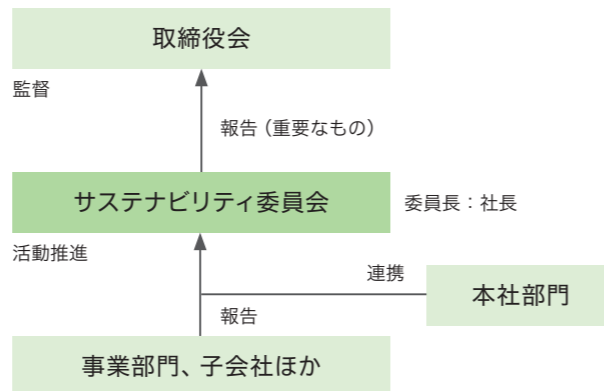 取締役会
監督
報告（重要なもの）
サステナビリティ委員会
委員長：社長
活動推進
連携
本社部門
報告
事業部門、子会社ほか